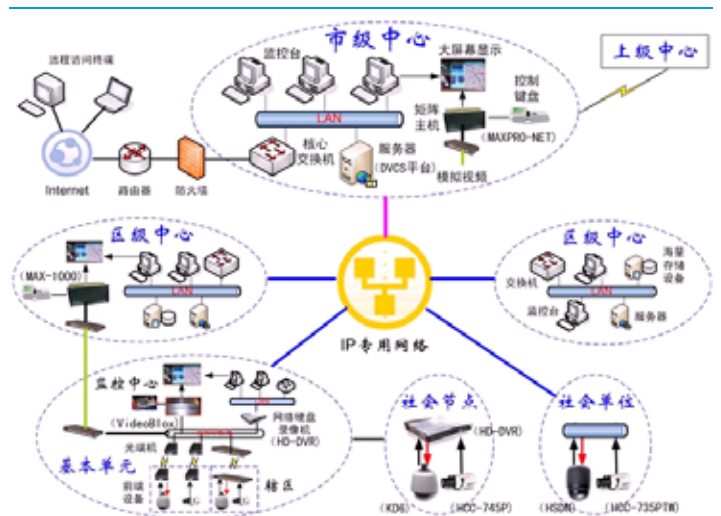 市级中心
监控台
大屏幕显示
上级中心
远程访问终端
控制
键盘
LAN
矩阵
主机
(MAXPRO-NET)
核心
交换机
服务器
(DVCS平台)
模拟视频
Internet
路由器
防火墙
区级中心
(MAX-1000)
LAN
区级中心
海量
存储
设备
交换机
LAN
监控台
服务器
IP专用网络
监控中心
(VideoBlox)
网络硬盘
录像机
(HD-DVR)
光端机
基本单元
前端
设备
辖区
社会节点
(HD-DVR)
(KD6)
(HCC-745P)
社会单位
(HCC-735PTW)